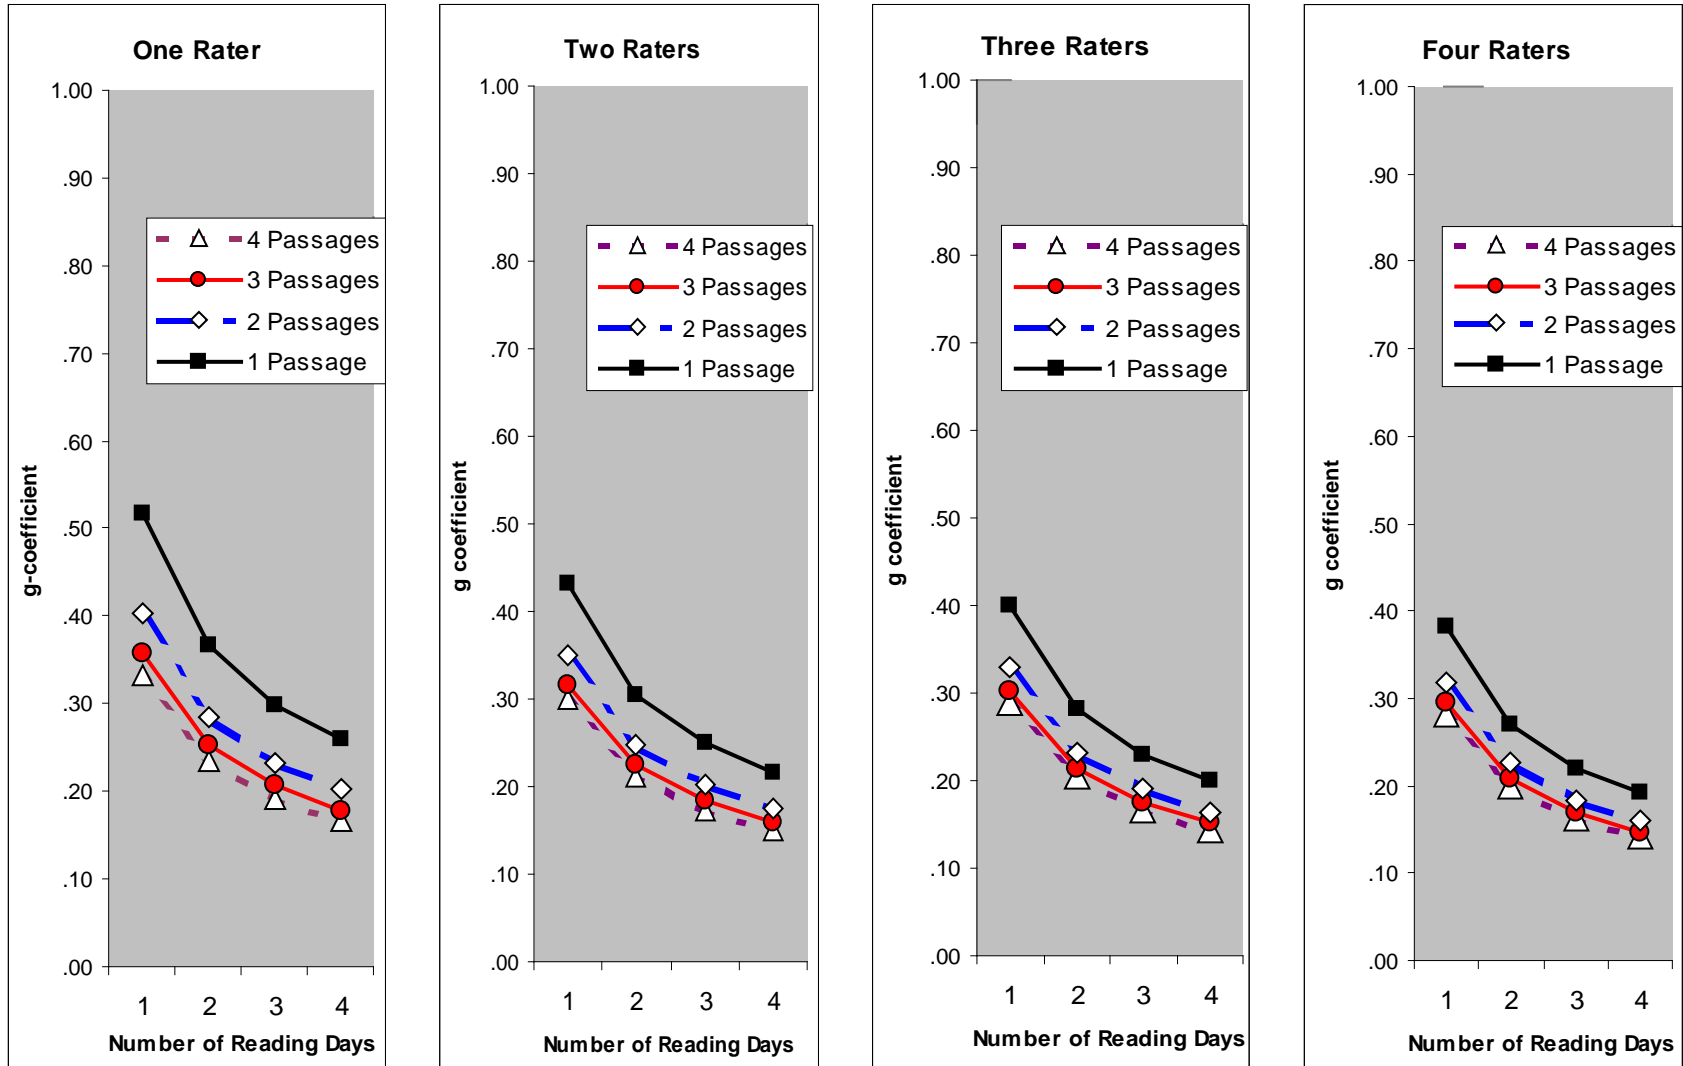 One Rater
1.00
.90
.80
.70
.60
.50
.40
.30
.20
.10
.00
g-coefficient
4 Passages
3 Passages
2 Passages
1 Passage
1
2
3
4
Number of Reading Days
Two Raters
1.00
.90
.80
.70
.60
.50
.40
.30
.20
.10
.00
g coefficient
4 Passages
3 Passages
2 Passages
1 Passage
1
2
3
4
Number of Reading Days
Three Raters
1.00
.90
.80
.70
.60
.50
.40
.30
.20
.10
.00
g coefficient
4 Passages
3 Passages
2 Passages
1 Passage
1
2
3
4
Number of Reading Days
Four Raters
1.00
.90
.80
.70
.60
.50
.40
.30
.20
.10
.00
g coefficient
4 Passages
3 Passages
2 Passages
1 Passage
1
2
3
4
Number of Reading Days